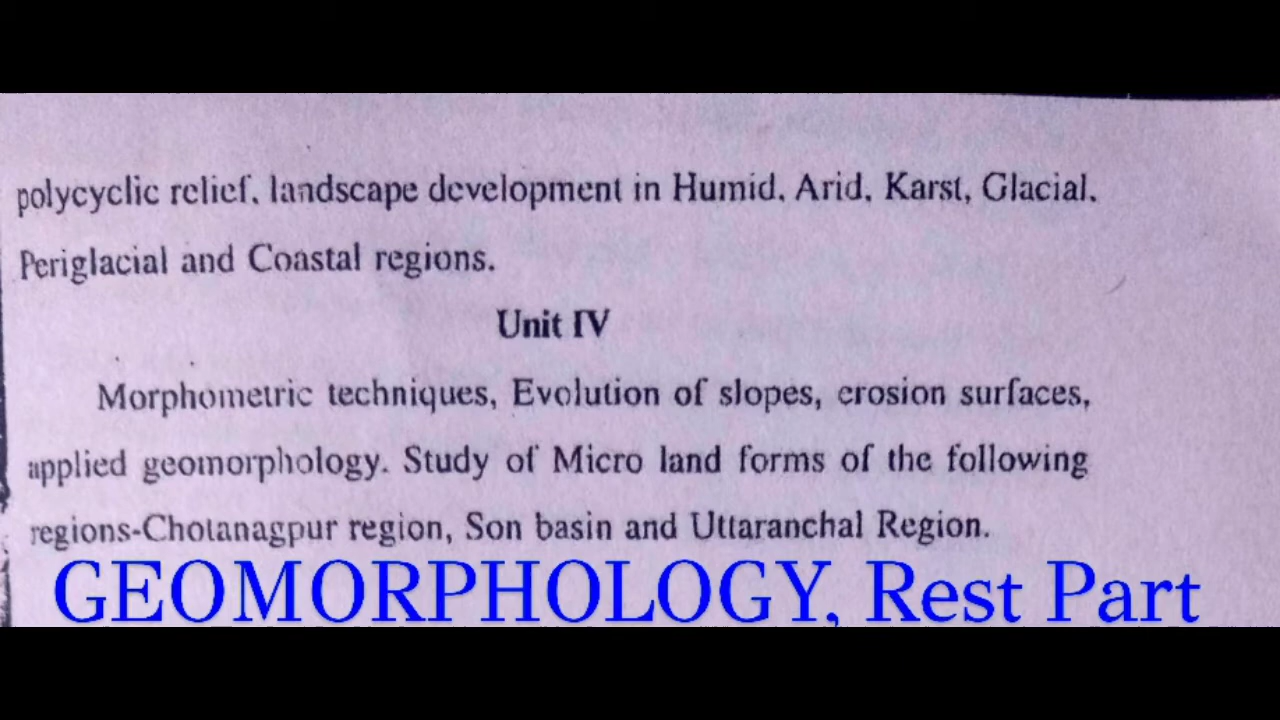 polycyclic relief, landscape development in Humid, Arid, Karst, Glacial,
Periglacial and Coastal regions.
Unit IV
Morphometric techniques, Evolution of slopes, erosion surfaces,
applied geomorphology. Study of Micro land forms of the following
regions-Chotanagpur region, Son basin and Uttaranchal Region.
GEOMORPHOLOGY, Rest Part